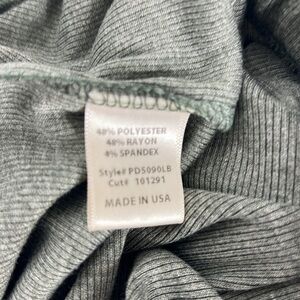 48% POLYESTER
48% RAYON
4% SPANDEX
Style# PD5090LB
Cut# 101291
MADE IN USA